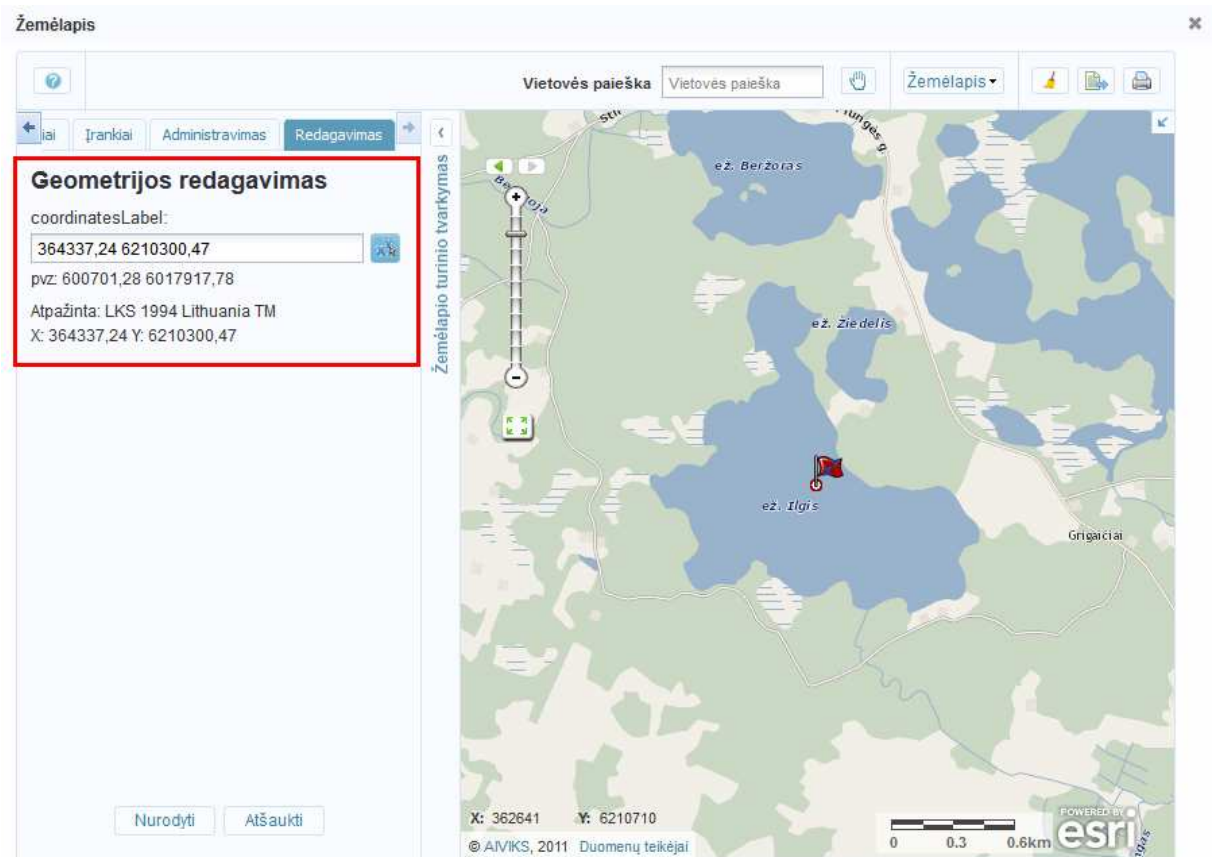 Žemėlapis
Vietovės paieška
Vietovės paieška
Žemėlapis
iai
Įrankiai
Administravimas
Redagavimas
Geometrijos redagavimas
coordinatesLabel:
364337,24 6210300,47
pvz: 600701,28 6017917,78
Atpažinta: LKS 1994 Lithuania TM
X: 364337,24 Y: 6210300,47
Nurodyti
Atšaukti
Žemėlapio turinio tvarkymas
ež. Beržoras
ež. Žiedelis
ež. Ilgis
Grigaičiai
X: 362641 Y: 6210710
© AIVIKS, 2011 Duomenų teikėjai
0 0.3 0.6km
POWERED BY
esri